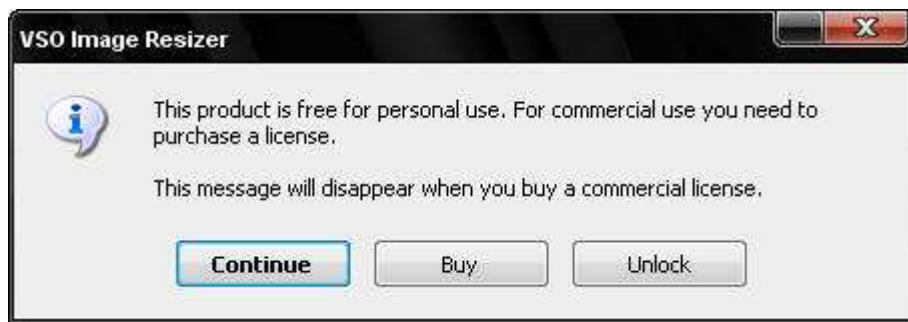 VSO Image Resizer
This product is free for personal use. For commercial use you need to
purchase a license.
This message will disappear when you buy a commercial license.
Continue Buy Unlock